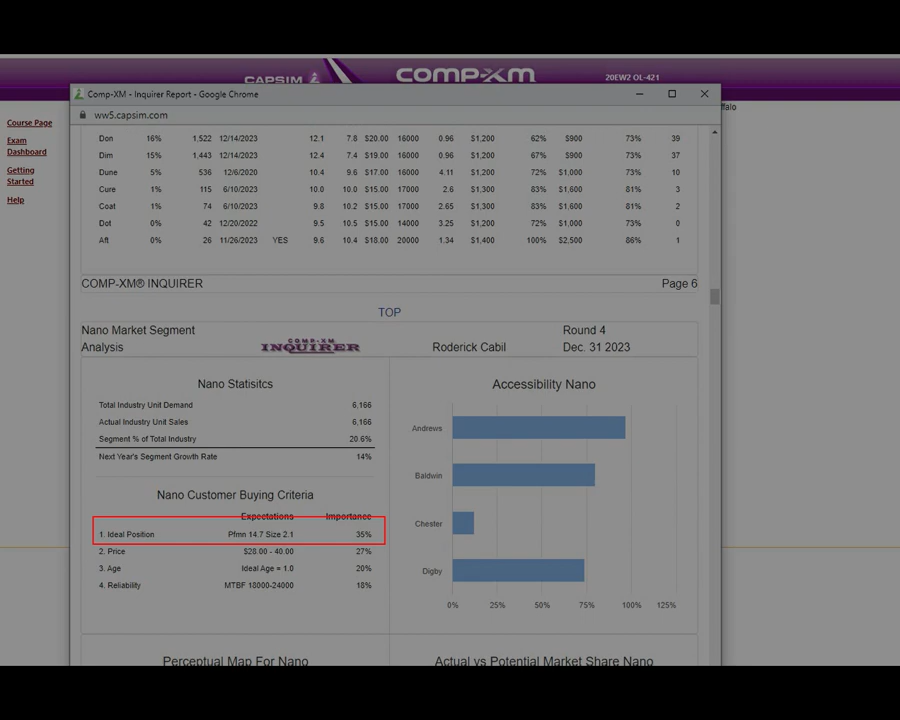 CAPSIM COMP-XM 20EW2 OL-421
Comp-XM - Inquirer Report - Google Chrome
ww5.capsim.com
ffalo
Course Page
Exam
Dashboard
Getting
Started
Help
Don 16% 1,522 12/14/2023 12.1 7.8 $20.00 16000 0.96 $1,200 62% $900 73% 39
Dim 15% 1,443 12/14/2023 12.4 7.4 $19.00 16000 0.96 $1,200 67% $900 73% 37
Dune 5% 536 12/6/2020 10.4 9.6 $17.00 16000 4.11 $1,200 72% $1,000 73% 10
Cure 1% 115 6/10/2023 10.0 10.0 $15.00 17000 2.6 $1,300 83% $1,600 81% 3
Coat 1% 74 6/10/2023 9.8 10.2 $15.00 17000 2.65 $1,300 83% $1,600 81% 2
Dot 0% 42 12/20/2022 9.5 10.5 $15.00 14000 3.25 $1,200 72% $1,000 73% 0
Aft 0% 26 11/26/2023 YES 9.6 10.4 $18.00 20000 1.34 $1,400 100% $2,500 86% 1
COMP-XM® INQUIRER Page 6
TOP
Nano Market Segment
Analysis
COMP-XM
INQUIRER
Roderick Cabil
Round 4
Dec. 31 2023
Nano Statisitcs
Total Industry Unit Demand 6,166
Actual Industry Unit Sales 6,166
Segment % of Total Industry 20.6%
Next Year's Segment Growth Rate 14%
Nano Customer Buying Criteria
Expectations Importance
1. Ideal Position Pfmn 14.7 Size 2.1 35%
2. Price $28.00 - 40.00 27%
3. Age Ideal Age = 1.0 20%
4. Reliability MTBF 18000-24000 18%
Accessibility Nano
Andrews
Baldwin
Chester
Digby
0% 25% 50% 75% 100% 125%
Perceptual Map For Nano
Actual vs Potential Market Share Nano